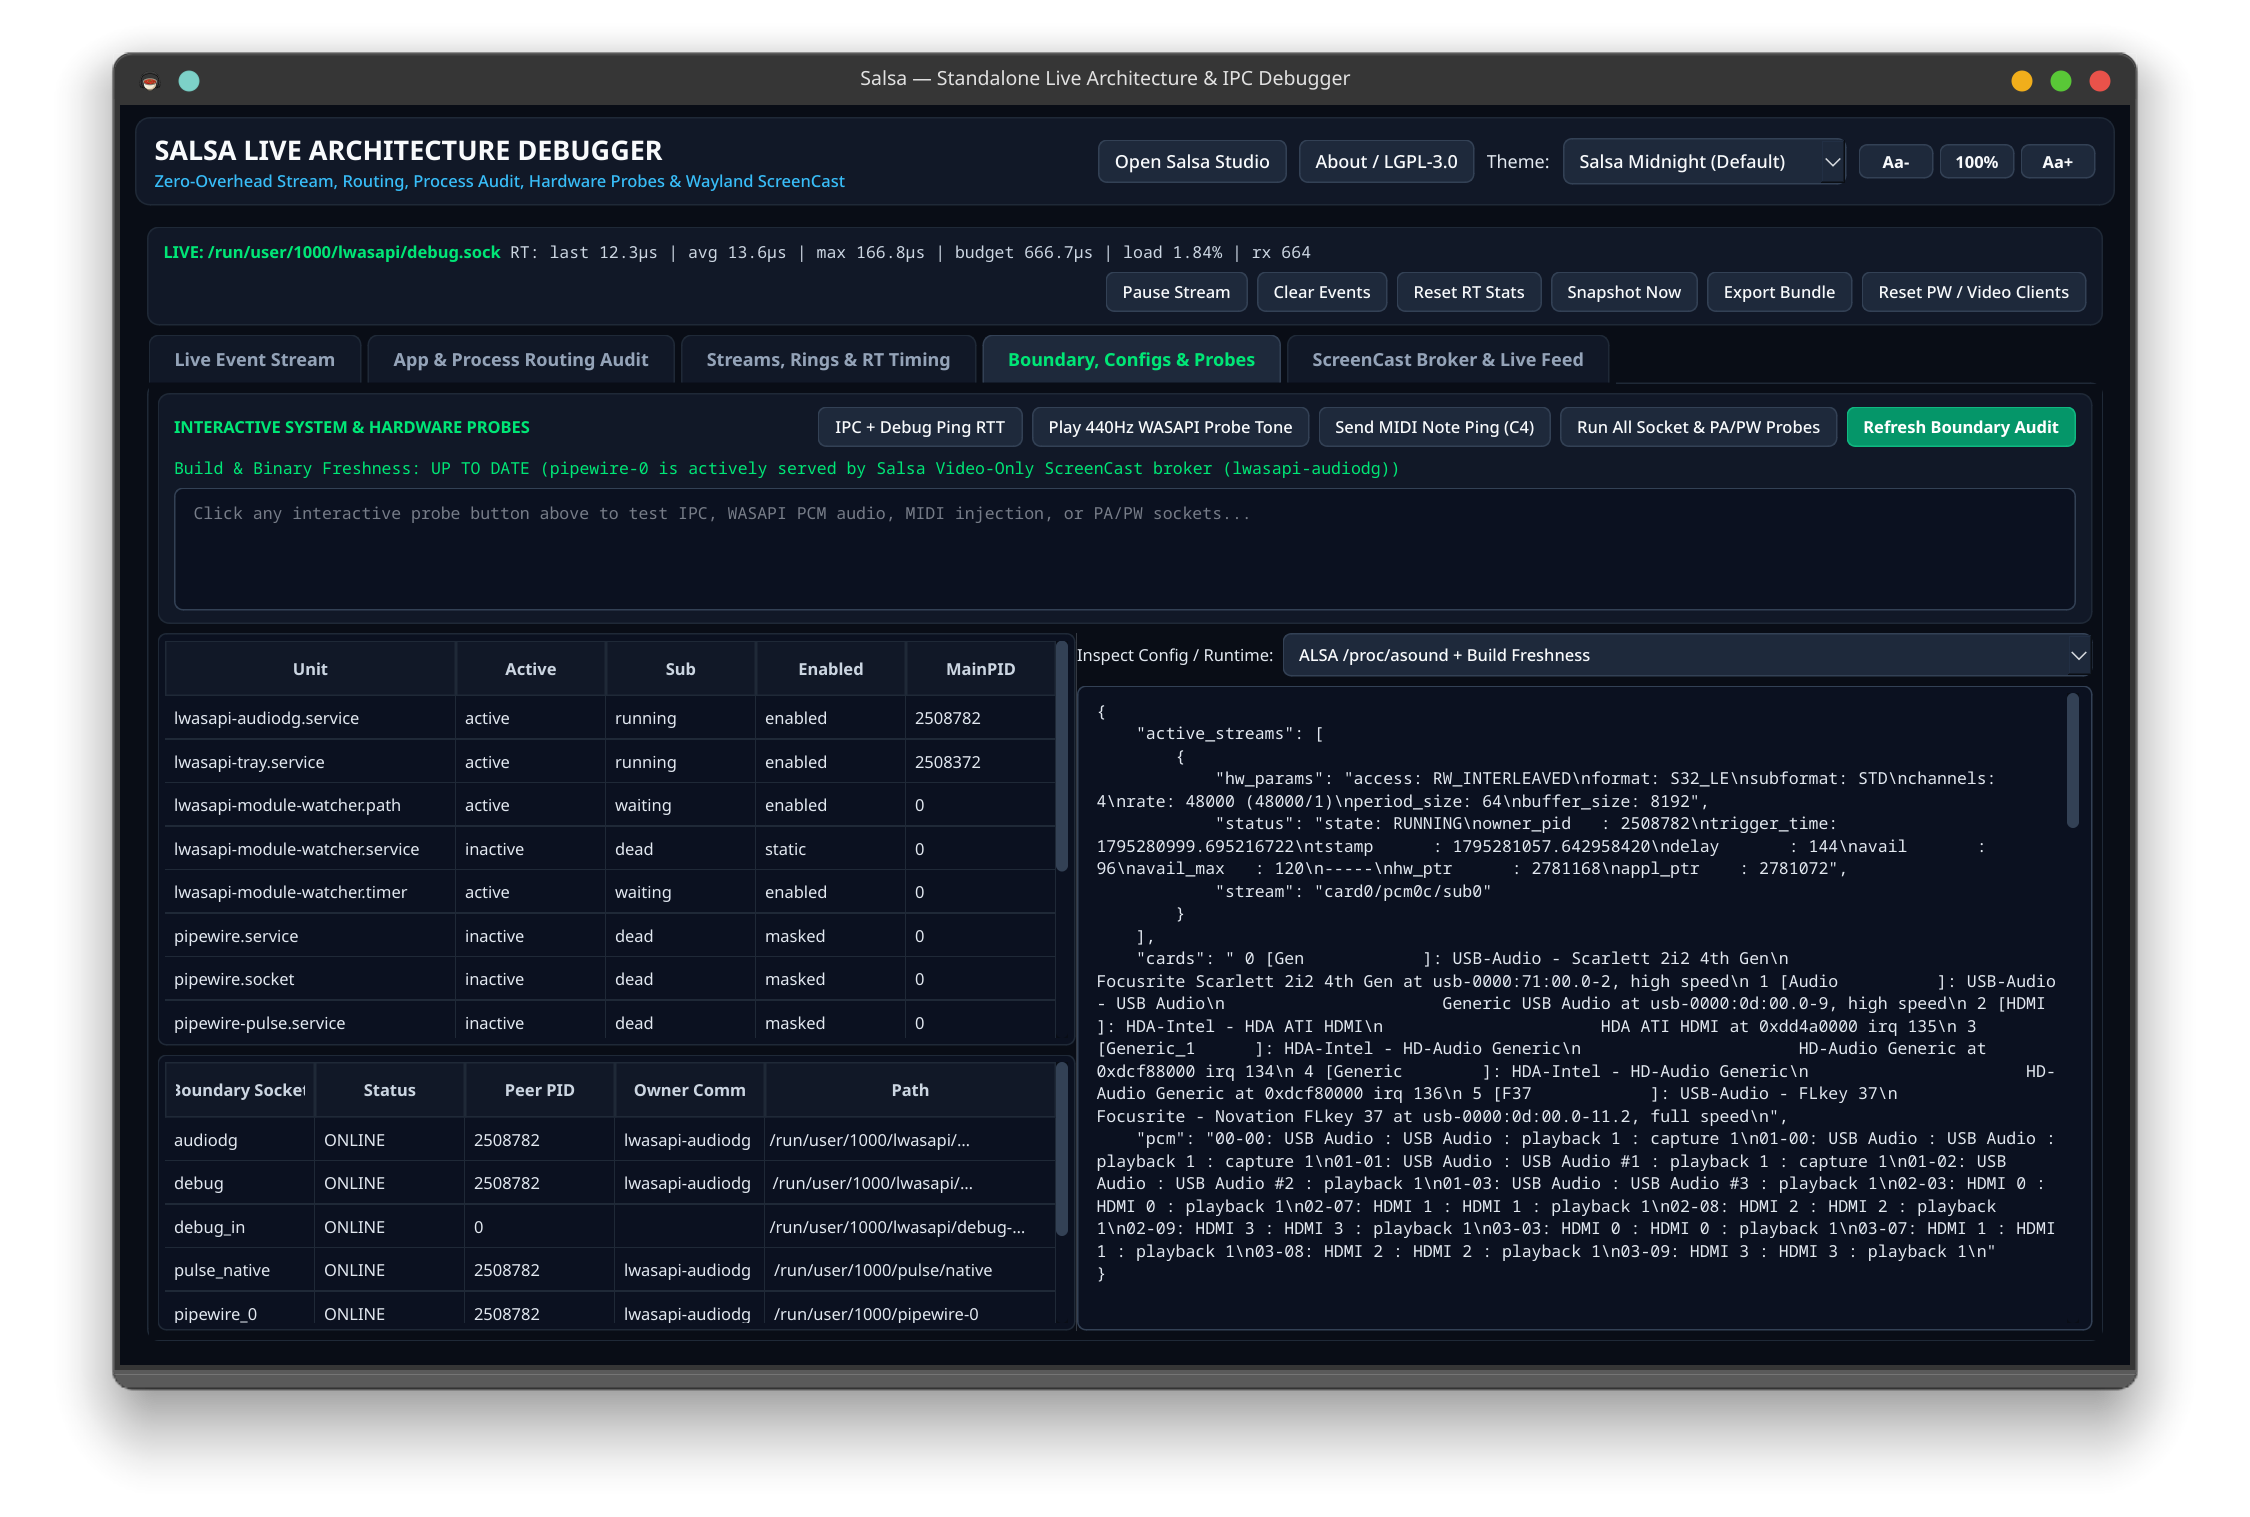 Salsa — Standalone Live Architecture & IPC Debugger
SALSA LIVE ARCHITECTURE DEBUGGER
Zero-Overhead Stream, Routing, Process Audit, Hardware Probes & Wayland ScreenCast
Open Salsa Studio
About / LGPL-3.0
Theme:
Salsa Midnight (Default)
Aa-
100%
Aa+
LIVE: /run/user/1000/lwasapi/debug.sock RT: last 12.3µs | avg 13.6µs | max 166.8µs | budget 666.7µs | load 1.84% | rx 664
Pause Stream
Clear Events
Reset RT Stats
Snapshot Now
Export Bundle
Reset PW / Video Clients
Live Event Stream
App & Process Routing Audit
Streams, Rings & RT Timing
Boundary, Configs & Probes
ScreenCast Broker & Live Feed
INTERACTIVE SYSTEM & HARDWARE PROBES
IPC + Debug Ping RTT
Play 440Hz WASAPI Probe Tone
Send MIDI Note Ping (C4)
Run All Socket & PA/PW Probes
Refresh Boundary Audit
Build & Binary Freshness: UP TO DATE (pipewire-0 is actively served by Salsa Video-Only ScreenCast broker (lwasapi-audiodg))
Click any interactive probe button above to test IPC, WASAPI PCM audio, MIDI injection, or PA/PW sockets...
Unit Active Sub Enabled MainPID
lwasapi-audiodg.service active running enabled 2508782
lwasapi-tray.service active running enabled 2508372
lwasapi-module-watcher.path active waiting enabled 0
lwasapi-module-watcher.service inactive dead static 0
lwasapi-module-watcher.timer active waiting enabled 0
pipewire.service inactive dead masked 0
pipewire.socket inactive dead masked 0
pipewire-pulse.service inactive dead masked 0
Boundary Socket Status Peer PID Owner Comm Path
audiodg ONLINE 2508782 lwasapi-audiodg /run/user/1000/lwasapi/...
debug ONLINE 2508782 lwasapi-audiodg /run/user/1000/lwasapi/...
debug_in ONLINE 0 /run/user/1000/lwasapi/debug-...
pulse_native ONLINE 2508782 lwasapi-audiodg /run/user/1000/pulse/native
pipewire_0 ONLINE 2508782 lwasapi-audiodg /run/user/1000/pipewire-0
Inspect Config / Runtime:
ALSA /proc/asound + Build Freshness
{
"active_streams": [
{
"hw_params": "access: RW_INTERLEAVED\nformat: S32_LE\nsubformat: STD\nchannels:
4\nrate: 48000 (48000/1)\nperiod_size: 64\nbuffer_size: 8192",
"status": "state: RUNNING\nowner_pid : 2508782\ntrigger_time:
1795280999.695216722\ntstamp : 1795281057.642958420\ndelay : 144\navail :
96\navail_max : 120\n-----\nhw_ptr : 2781168\nappl_ptr : 2781072",
"stream": "card0/pcm0c/sub0"
}
],
"cards": " 0 [Gen ]: USB-Audio - Scarlett 2i2 4th Gen\n
Focusrite Scarlett 2i2 4th Gen at usb-0000:71:00.0-2, high speed\n 1 [Audio ]: USB-Audio
- USB Audio\n Generic USB Audio at usb-0000:0d:00.0-9, high speed\n 2 [HDMI
]: HDA-Intel - HDA ATI HDMI\n HDA ATI HDMI at 0xdd4a0000 irq 135\n 3
[Generic_1 ]: HDA-Intel - HD-Audio Generic\n HD-Audio Generic at
0xdcf88000 irq 134\n 4 [Generic ]: HDA-Intel - HD-Audio Generic\n HD-
Audio Generic at 0xdcf80000 irq 136\n 5 [F37 ]: USB-Audio - FLkey 37\n
Focusrite - Novation FLkey 37 at usb-0000:0d:00.0-11.2, full speed\n",
"pcm": "00-00: USB Audio : USB Audio : playback 1 : capture 1\n01-00: USB Audio : USB Audio :
playback 1 : capture 1\n01-01: USB Audio : USB Audio #1 : playback 1 : capture 1\n01-02: USB
Audio : USB Audio #2 : playback 1\n01-03: USB Audio : USB Audio #3 : playback 1\n02-03: HDMI 0 :
HDMI 0 : playback 1\n02-07: HDMI 1 : HDMI 1 : playback 1\n02-08: HDMI 2 : HDMI 2 : playback
1\n02-09: HDMI 3 : HDMI 3 : playback 1\n03-03: HDMI 0 : HDMI 0 : playback 1\n03-07: HDMI 1 : HDMI
1 : playback 1\n03-08: HDMI 2 : HDMI 2 : playback 1\n03-09: HDMI 3 : HDMI 3 : playback 1\n"
}